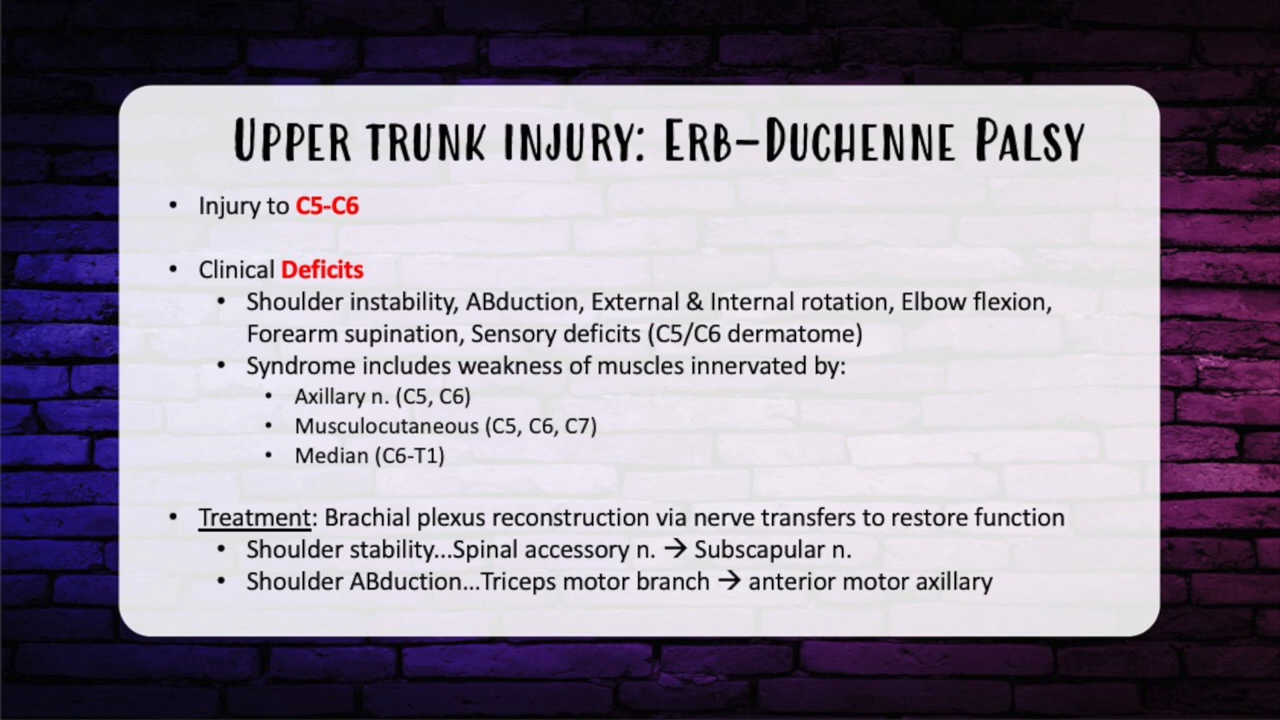 Upper trunk injury: Erb-Duchenne Palsy
• Injury to C5-C6
• Clinical Deficits
• Shoulder instability, ABduction, External & Internal rotation, Elbow flexion,
Forearm supination, Sensory deficits (C5/C6 dermatome)
• Syndrome includes weakness of muscles innervated by:
• Axillary n. (C5, C6)
• Musculocutaneous (C5, C6, C7)
• Median (C6-T1)
• Treatment: Brachial plexus reconstruction via nerve transfers to restore function
• Shoulder stability...Spinal accessory n. → Subscapular n.
• Shoulder ABduction...Triceps motor branch → anterior motor axillary